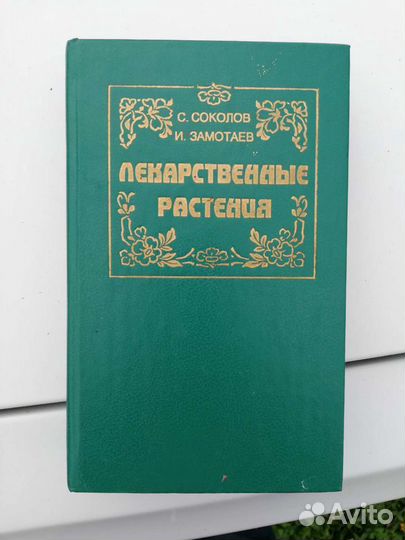 С. СОКОЛОВ
И. ЗАМОТАЕВ
ЛЕКАРСТВЕННЫЕ
РАСТЕНИЯ
Avito